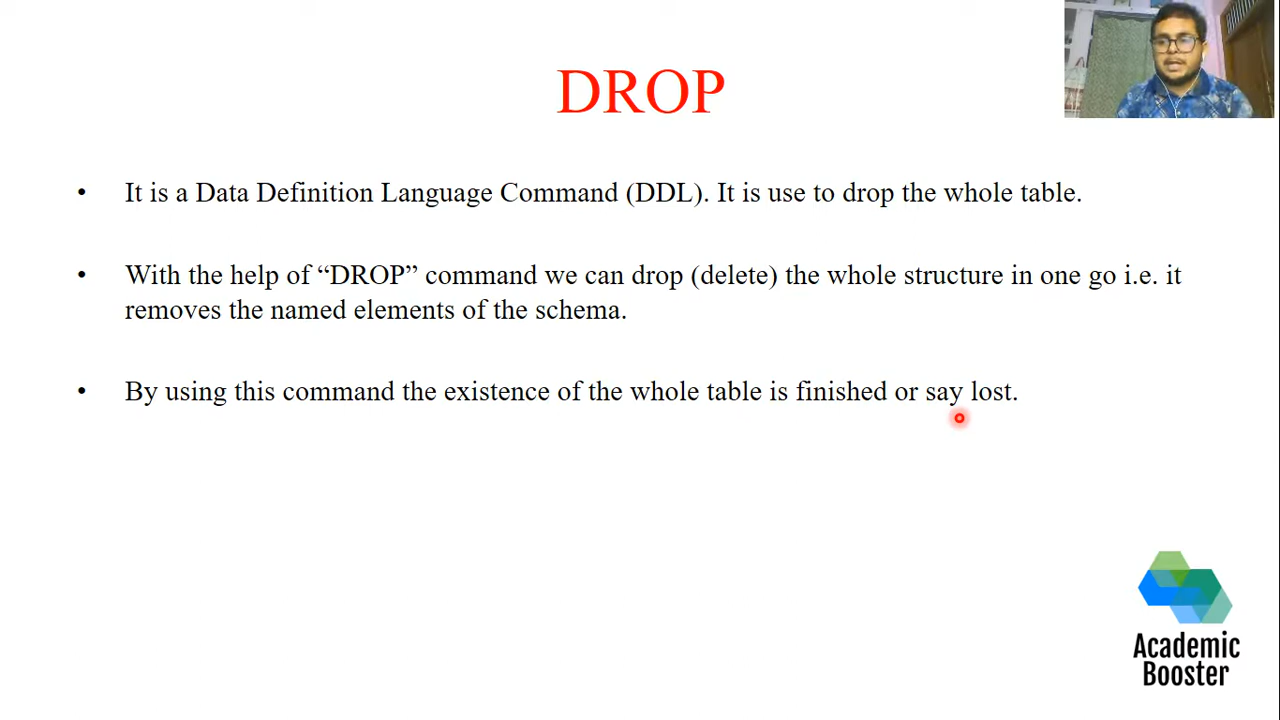 DROP
• It is a Data Definition Language Command (DDL). It is use to drop the whole table.
• With the help of “DROP” command we can drop (delete) the whole structure in one go i.e. it
removes the named elements of the schema.
• By using this command the existence of the whole table is finished or say lost.
Academic
Booster